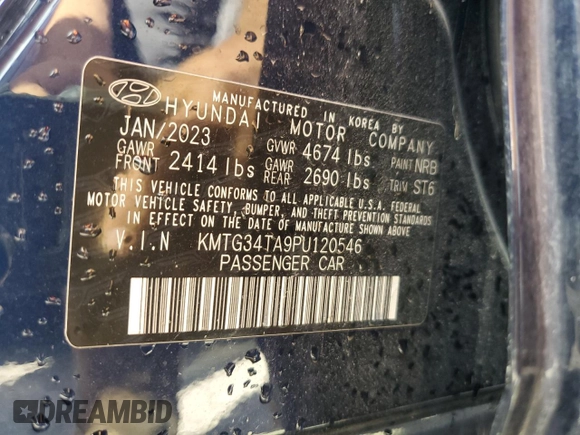 MANUFACTURED IN KOREA BY
HYUNDAI MOTOR COMPANY
JAN/2023 GVWR 4674 lbs PAINT NRB
GAWR FRONT 2414 lbs GAWR REAR 2690 lbs TRIM ST6
THIS VEHICLE CONFORMS TO ALL APPLICABLE U.S.A. FEDERAL
MOTOR VEHICLE SAFETY, BUMPER, AND THEFT PREVENTION STANDARDS
IN EFFECT ON THE DATE OF MANUFACTURE SHOWN ABOVE.
V.I.N KMTG34TA9PU120546
PASSENGER CAR
DREAMBID